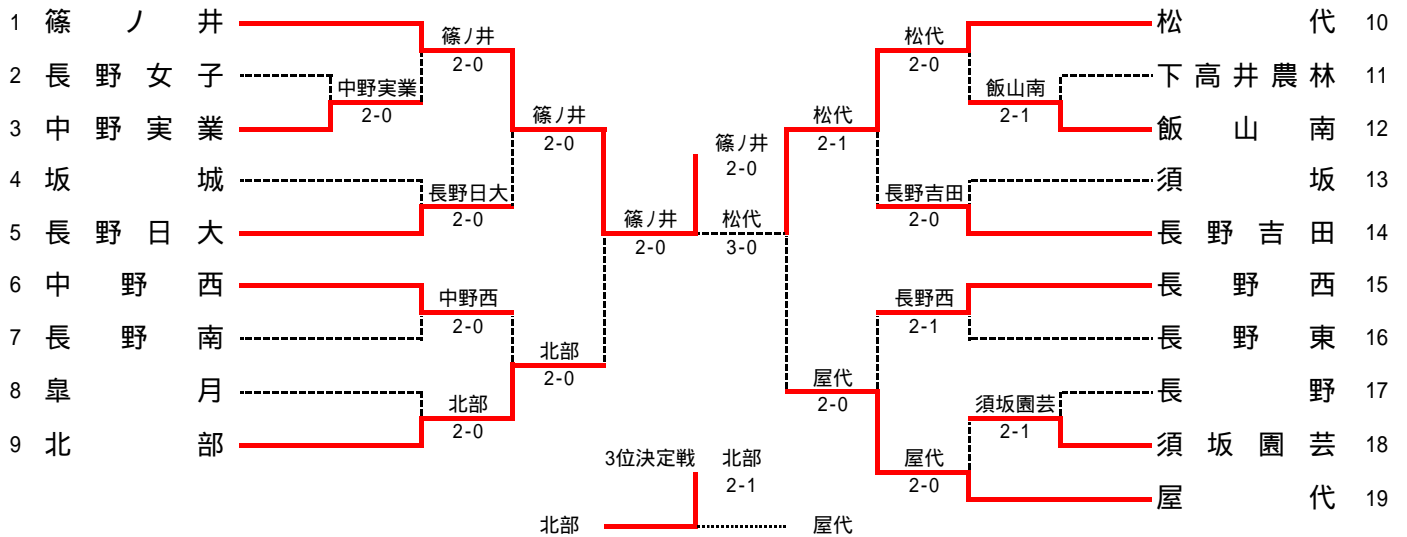 1 篠ノ井
2 長野女子
3 中野実業
4 坂城
5 長野日大
6 中野西
7 長野南
8 皐月
9 北部
篠ノ井
2-0
中野実業
2-0
長野日大
2-0
中野西
2-0
北部
2-0
篠ノ井
2-0
北部
2-0
篠ノ井
2-0
篠ノ井
2-0
松代
3-0
松代
2-1
屋代
2-0
松代
2-0
飯山南
2-1
長野吉田
2-0
長野西
2-1
須坂園芸
2-1
屋代
2-0
松代 10
下高井農林 11
飯山南 12
須坂 13
長野吉田 14
長野西 15
長野東 16
長野 17
須坂園芸 18
屋代 19
3位決定戦
北部
2-1
北部
屋代